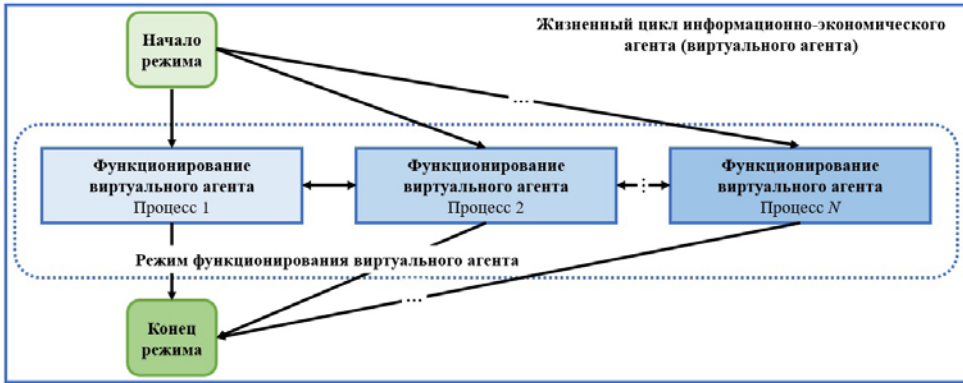 Жизненный цикл информационно-экономического
агента (виртуального агента)
Начало
режима
...
Функционирование
виртуального агента
Процесс 1
Функционирование
виртуального агента
Процесс 2
...
Функционирование
виртуального агента
Процесс N
Режим функционирования виртуального агента
...
Конец
режима